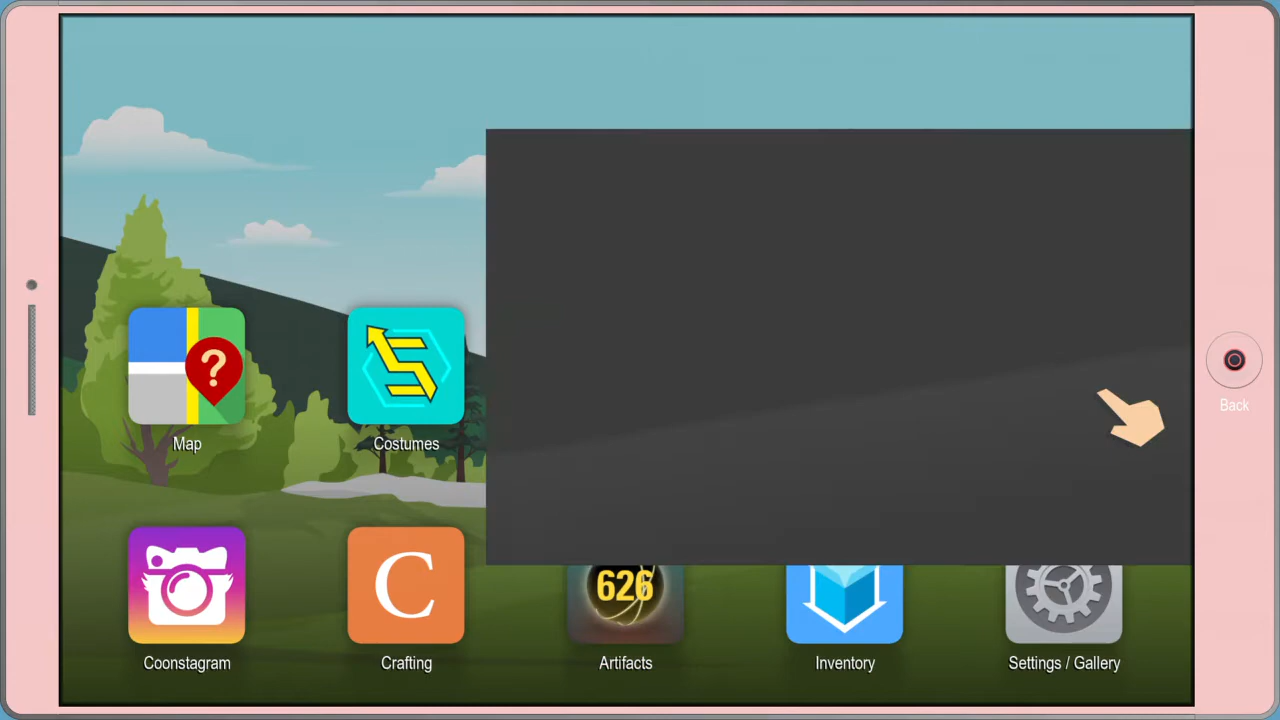 ?
Map
Costumes
Back
C
626
Coonstagram
Crafting
Artifacts
Inventory
Settings / Gallery